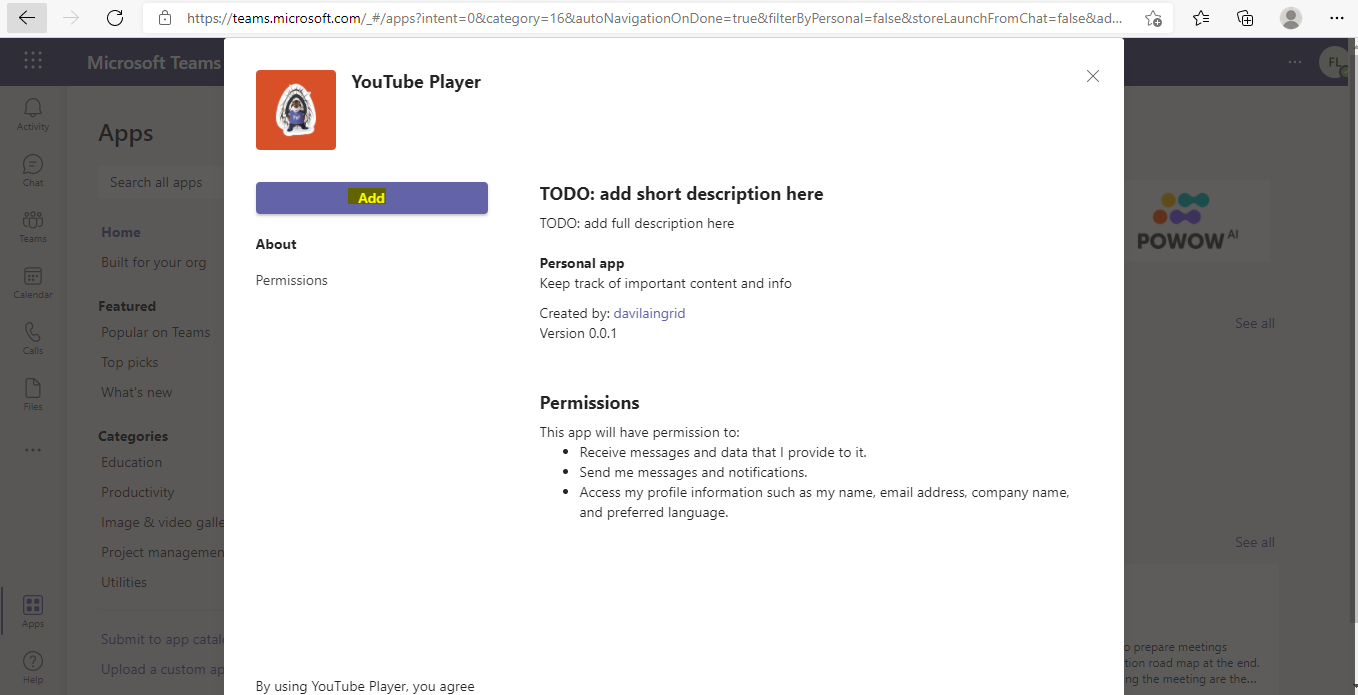 https://teams.microsoft.com/_#/apps?intent=0&category=16&autoNavigationOnDone=true&filterByPersonal=false&storeLaunchFromChat=false&ad...
Microsoft Teams
FL
Activity
Chat
Teams
Calendar
Calls
Files
Apps
Help
Apps
Search all apps
Home
Built for your org
Featured
Popular on Teams
Top picks
What's new
Categories
Education
Productivity
Image & video galle
Project managemen
Utilities
Submit to app catal
Upload a custom ap
YouTube Player
Add
About
Permissions
TODO: add short description here
TODO: add full description here
Personal app
Keep track of important content and info
Created by: davilaingrid
Version 0.0.1
Permissions
This app will have permission to:
• Receive messages and data that I provide to it.
• Send me messages and notifications.
• Access my profile information such as my name, email address, company name,
and preferred language.
By using YouTube Player, you agree
POWOW AI
See all
See all
o prepare meetings
tion road map at the end.
ng the meeting are the...